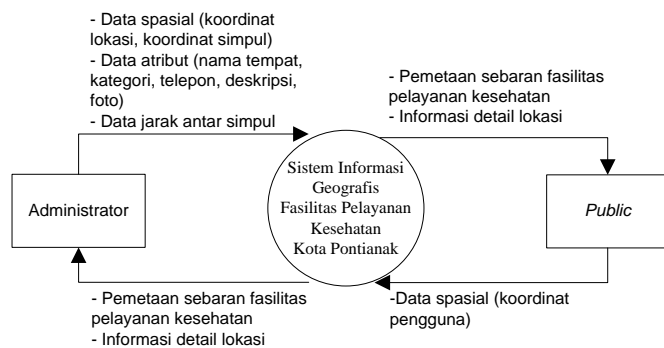 - Data spasial (koordinat
lokasi, koordinat simpul)
- Data atribut (nama tempat,
kategori, telepon, deskripsi,
foto)
- Data jarak antar simpul
- Pemetaan sebaran fasilitas
pelayanan kesehatan
- Informasi detail lokasi
Administrator
Sistem Informasi
Geografis
Fasilitas Pelayanan
Kesehatan
Kota Pontianak
Public
- Pemetaan sebaran fasilitas
pelayanan kesehatan
- Informasi detail lokasi
-Data spasial (koordinat
pengguna)